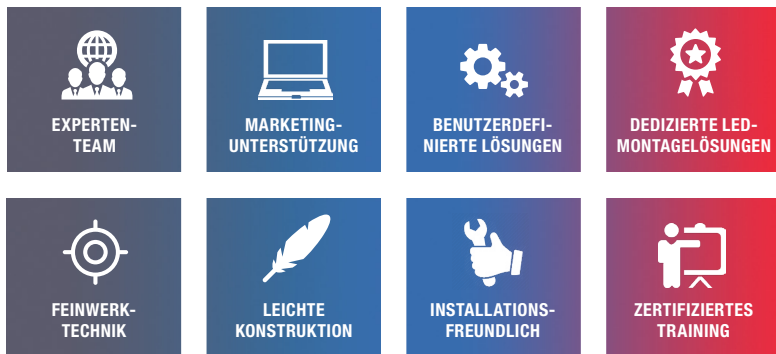 EXPERTEN-
TEAM
MARKETING-
UNTERSTÜTZUNG
BENUTZERDEFI-
NIERTE LÖSUNGEN
DEDIZIERTE LED-
MONTAGELÖSUNGEN
FEINWERK-
TECHNIK
LEICHTE
KONSTRUKTION
INSTALLATIONS-
FREUNDLICH
ZERTIFIZIERTES
TRAINING